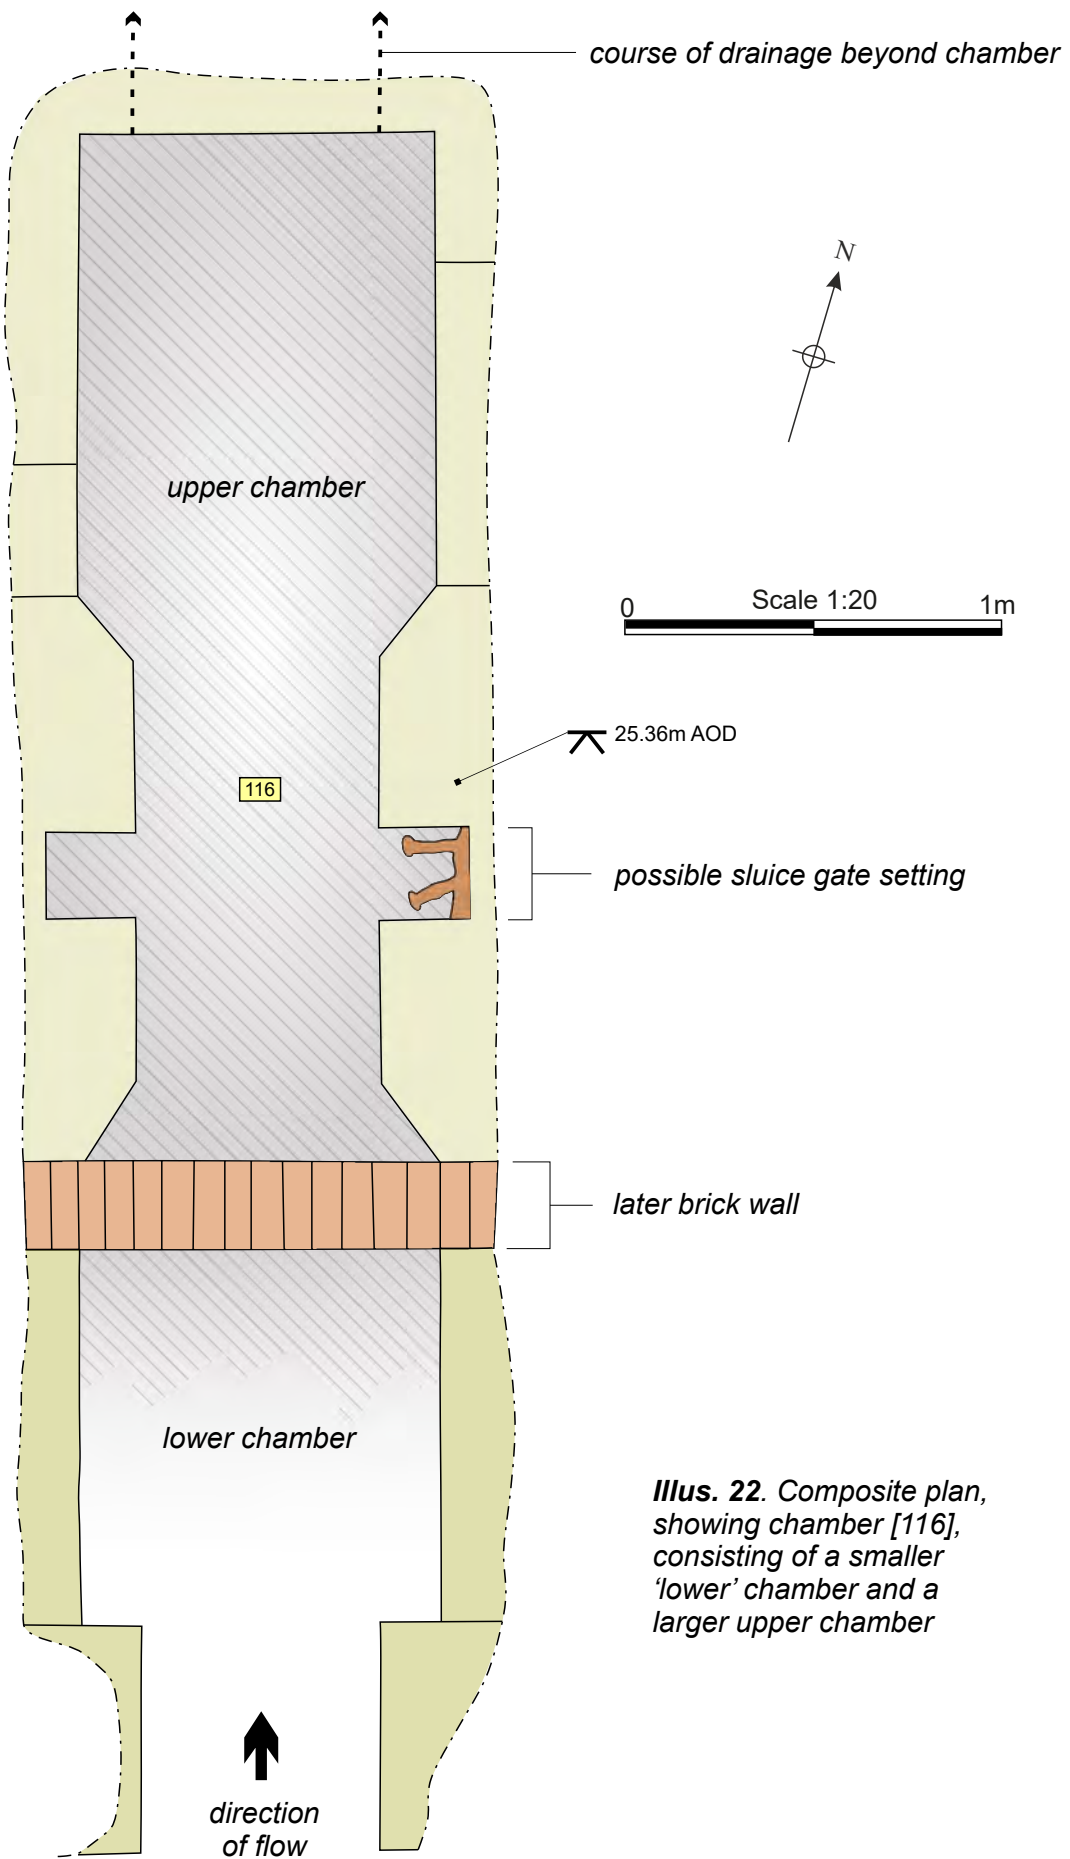 course of drainage beyond chamber
N
upper chamber
Scale 1:20
0
1m
25.36m AOD
116
possible sluice gate setting
later brick wall
lower chamber
Illus. 22. Composite plan,
showing chamber [116],
consisting of a smaller
‘lower’ chamber and a
larger upper chamber
direction
of flow